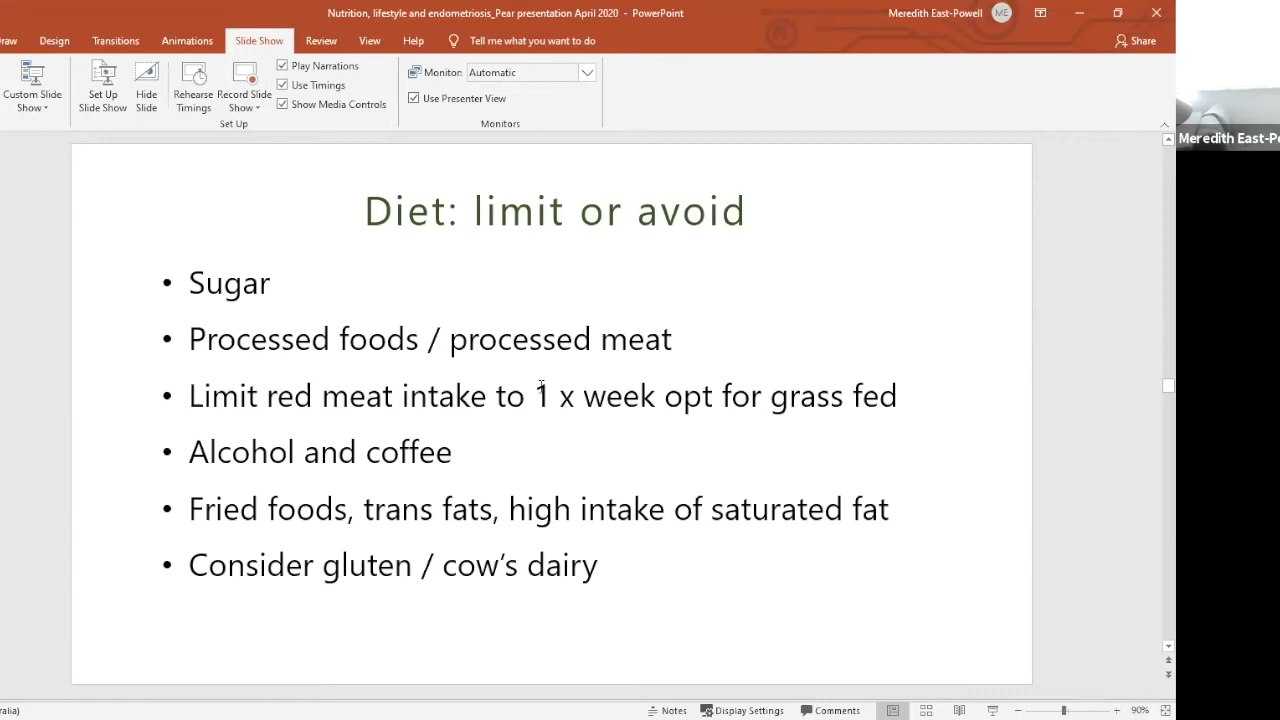 Nutrition, lifestyle and endometriosis_Pear presentation April 2020 - PowerPoint
Meredith East-Powell ME
raw Design Transitions Animations Slide Show Review View Help Tell me what you want to do Share
Custom Slide Show
Set Up Slide Show
Hide Slide
Rehearse Timings
Record Slide Show
Play Narrations
Use Timings
Show Media Controls
Set Up
Monitor: Automatic
Use Presenter View
Monitors
Meredith East-Po
Diet: limit or avoid
• Sugar
• Processed foods / processed meat
• Limit red meat intake to 1 x week opt for grass fed
• Alcohol and coffee
• Fried foods, trans fats, high intake of saturated fat
• Consider gluten / cow's dairy
ralia) Notes Display Settings Comments 90%